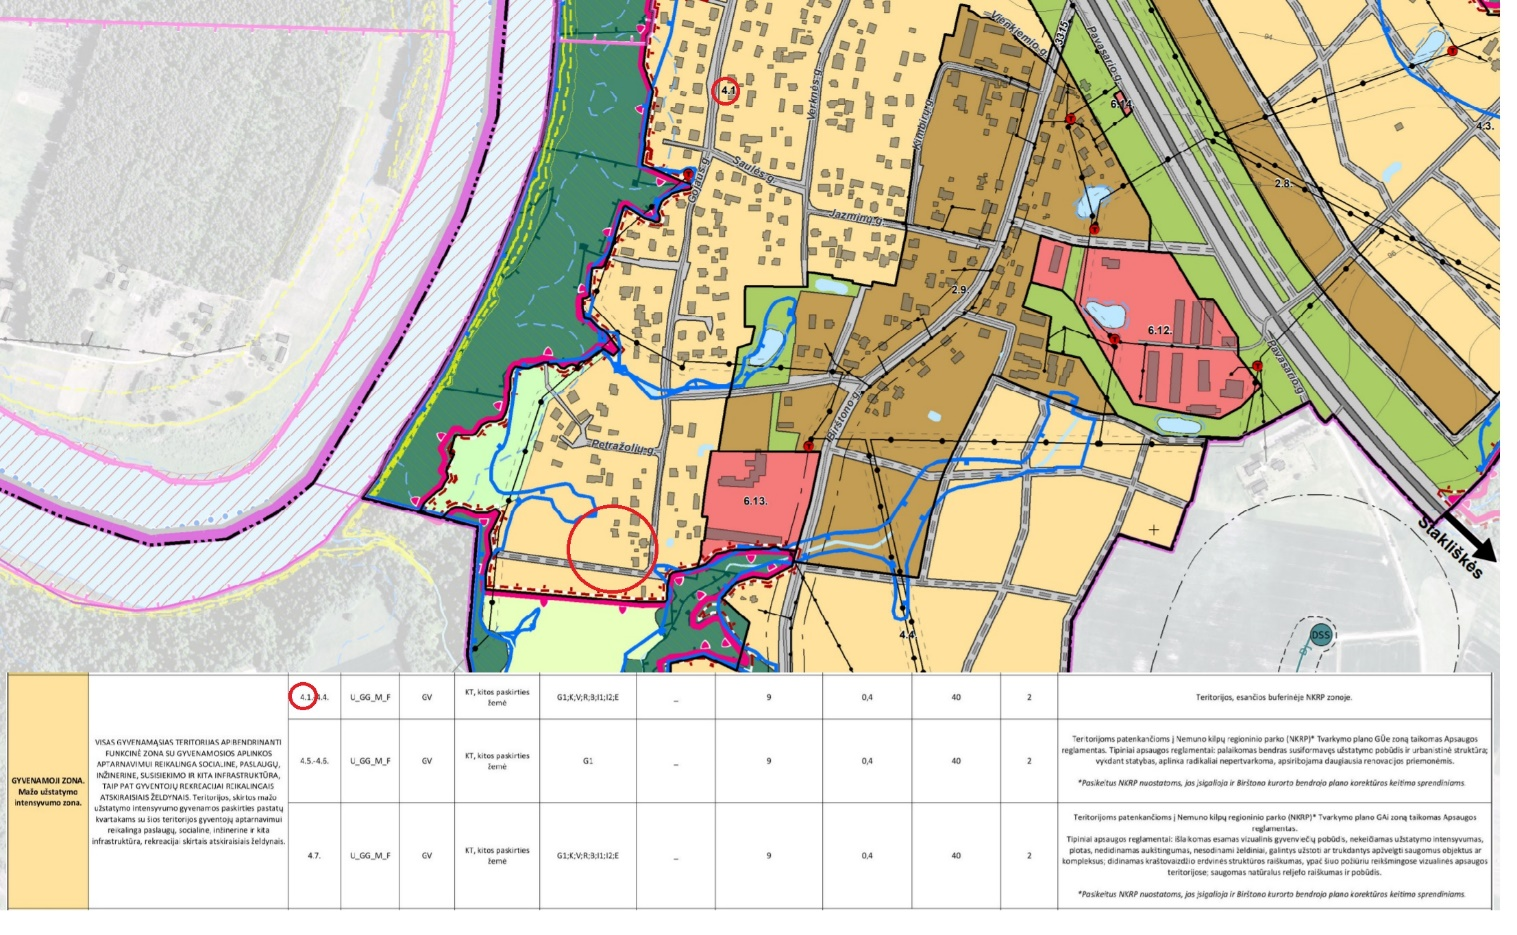 Vienkiemio g.
3315
Pavasario g.
4.1
Verknės g.
6.14.
4.3.
Saulės g.
2.8.
Jazminų g.
2.9.
6.12.
Pavasario g.
Birštono g.
Petražolių g.
6.13.
Stakliškės
4.4.
DSS
GYVENAMOJI ZONA.
Mažo užstatymo
intensyvumo zona.
VISAS GYVENAMĄSIAS TERITORIJAS APIBENDRINANTI
FUNKCINĖ ZONA SU GYVENAMOSIOS APLINKOS
APTARNAVIMUI REIKALINGA SOCIALINE, PASLAUGŲ,
INŽINERINE, SUSISIEKIMO IR KITA INFRASTRUKTŪRA,
TAIP PAT GYVENTOJŲ REKREACIJAI REIKALINGAIS
ATSKIRAISIAIS ŽELDYNAIS. Teritorijos, skirtos mažo
užstatymo intensyvumo gyvenamos paskirties pastatų
kvartalams su šios teritorijos gyventojų aptarnavimui
reikalinga paslaugų, socialine, inžinerine ir kita
infrastruktūra, rekreacijai skirtais atskiraisiais želdynais.
4.1.-4.4.
U_GG_M_F
GV
KT, kitos paskirties
žemė
G1;K;V;R;B;I1;I2;E
_
9
0,4
40
2
Teritorijos, esančios buferinėje NKRP zonoje.
4.5.-4.6.
U_GG_M_F
GV
KT, kitos paskirties
žemė
G1
_
9
0,4
40
2
Teritorijoms patenkančioms į Nemuno kilpų regioninio parko (NKRP)* Tvarkymo plano GŪe zoną taikomas Apsaugos
reglamentas. Tipiniai apsaugos reglamentai: palaikomas bendras susiformavęs užstatymo pobūdis ir urbanistinė struktūra;
vykdant statybas, aplinka radikaliai nepertvarkoma, apsiribojama daugiausia renovacijos priemonėmis.
*Pasikeitus NKRP nuostatoms, jos įsigalioja ir Birštono kurorto bendrojo plano korektūros keitimo sprendiniams.
4.7.
U_GG_M_F
GV
KT, kitos paskirties
žemė
G1;K;V;R;B;I1;I2;E
_
9
0,4
40
2
Teritorijoms patenkančioms į Nemuno kilpų regioninio parko (NKRP)* Tvarkymo plano GAi zoną taikomas Apsaugos
reglamentas.
Tipiniai apsaugos reglamentai: išlaikomas esamas vizualinis gyvenviečių pobūdis, nekeičiamas užstatymo intensyvumas,
plotas, nedidinamas aukštingumas, nesodinami želdiniai, galintys užstoti ar trukdantys apžvelgti saugomus objektus ar
kompleksus; didinamas kraštovaizdžio erdvinės struktūros raiškumas, ypač šiuo požiūriu reikšmingose vizualinės apsaugos
teritorijose; saugomas natūralus reljefo raiškumas ir pobūdis.
*Pasikeitus NKRP nuostatoms, jos įsigalioja ir Birštono kurorto bendrojo plano korektūros keitimo sprendiniams.